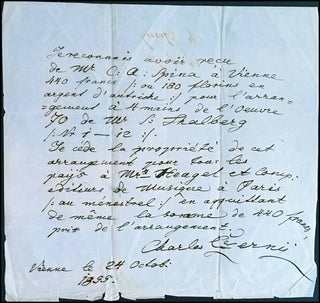 Je reconnais avoir reçu
de Mr C: A: Spina à Vienne
440 francs /: ou 180 florins en
argent d'autriche :/ pour l'arran-
gement à 4 mains de l'Oeuvre
70 de Mr S: Thalberg
/: N 1 – 12 :/.
Je cède la propriété de cet
arrangement pour tous les
pays à Mrs Heugel et Comp
editeurs de Musique à Paris
/: au ménestrel :/ en acquittant
de même la somme de 440 francs
prix de l'arrangement.
Charles Czerni
Vienne le 24 Octob: